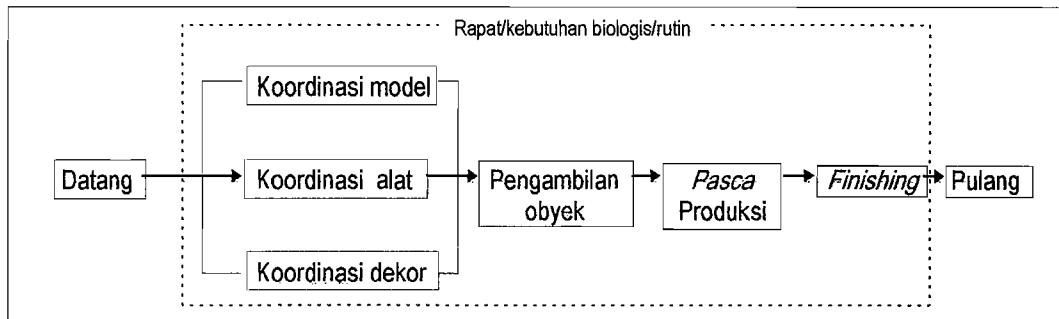 Rapat/kebutuhan biologis/rutin
Koordinasi model
Datang
Koordinasi alat
Pengambilan
obyek
Pasca
Produksi
Finishing
Pulang
Koordinasi dekor